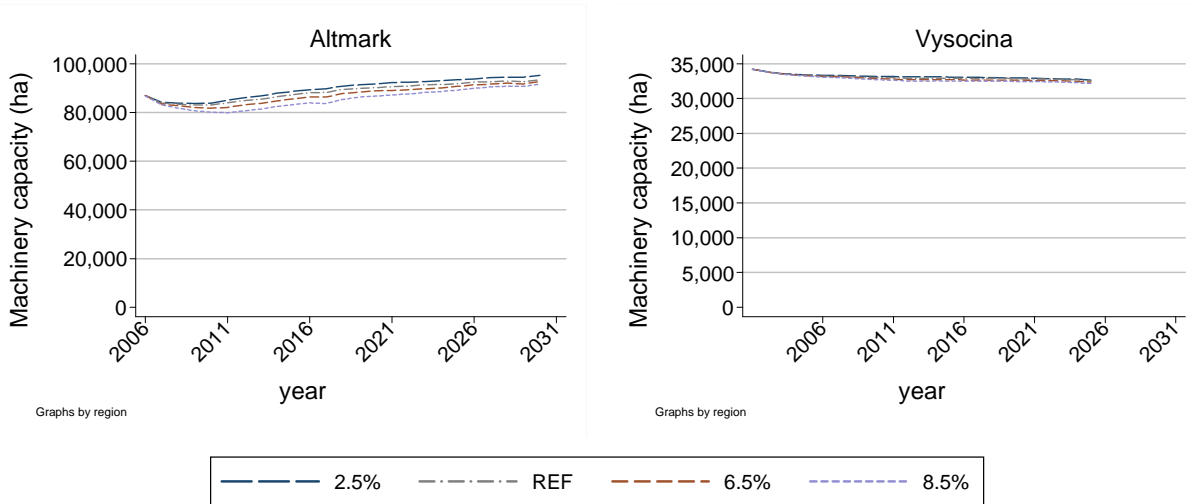 Altmark
Machinery capacity (ha)
100,000
80,000
60,000
40,000
20,000
0
2006
2011
2016
2021
2026
2031
year
Graphs by region
Vysocina
Machinery capacity (ha)
35,000
30,000
25,000
20,000
15,000
10,000
5,000
0
2006
2011
2016
2021
2026
2031
year
Graphs by region
2.5% REF 6.5% 8.5%